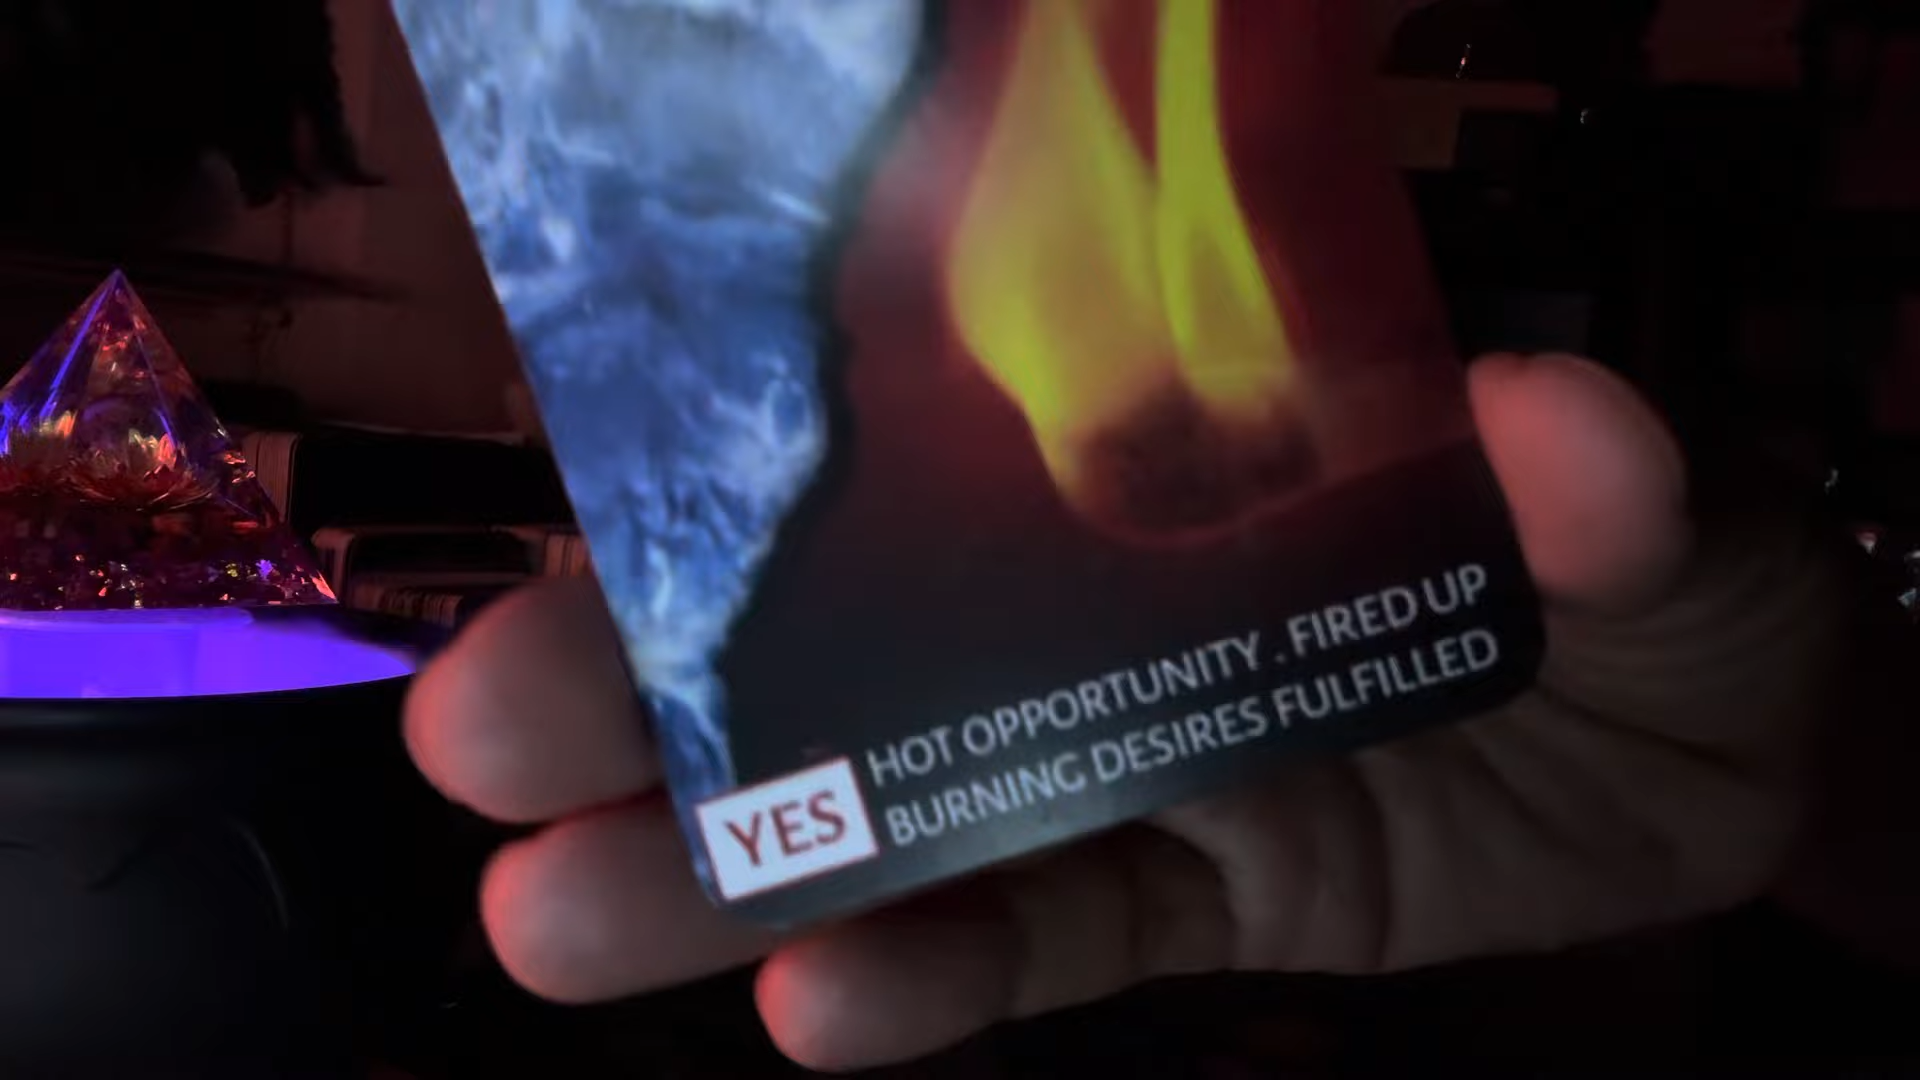 HOT OPPORTUNITY . FIRED UP
YES BURNING DESIRES FULFILLED